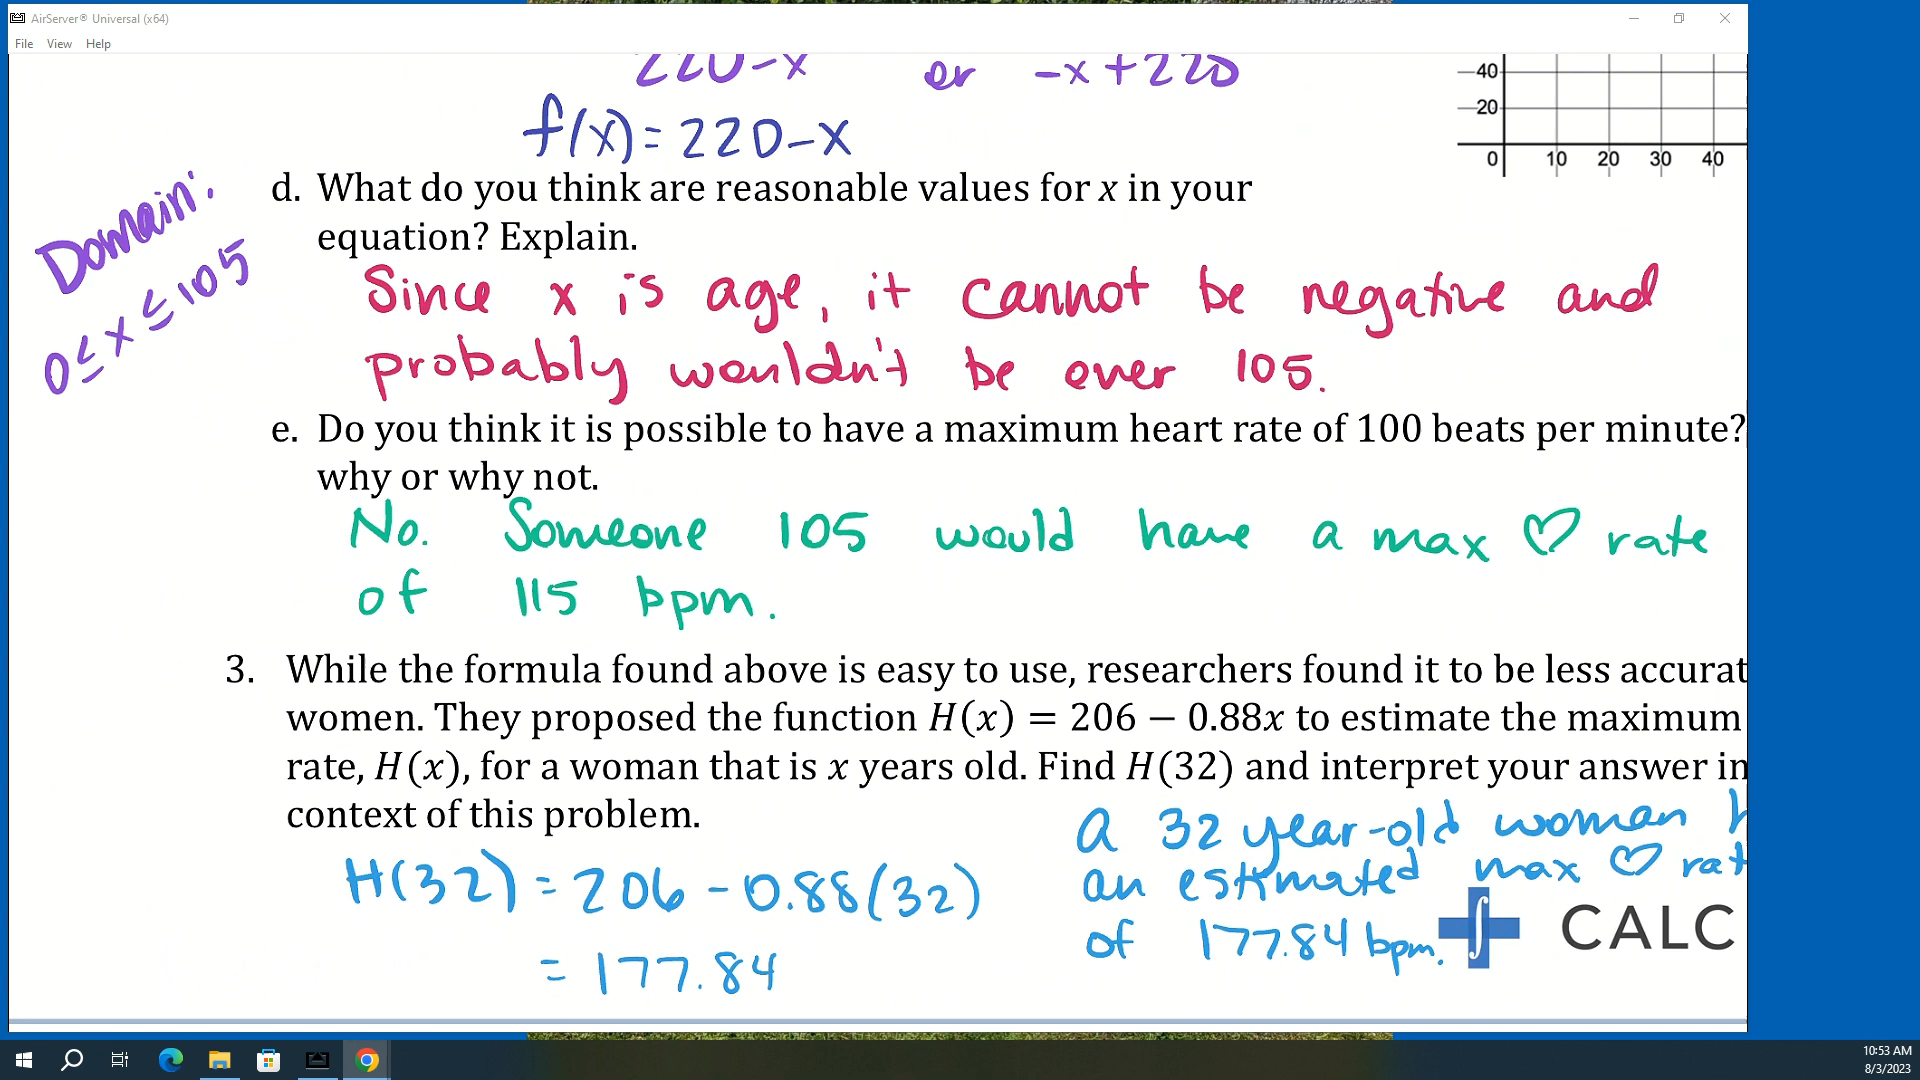 AirServer® Universal (x64)
File View Help
220-x or -x+220
f(x)=220-x
40
20
0 10 20 30 40
Domain:
0≤x≤105
d. What do you think are reasonable values for x in your
equation? Explain.
Since x is age, it cannot be negative and
probably wouldn't be over 105.
e. Do you think it is possible to have a maximum heart rate of 100 beats per minute?
why or why not.
No. Someone 105 would have a max ♡ rate
of 115 bpm.
3. While the formula found above is easy to use, researchers found it to be less accurat
women. They proposed the function H(x) = 206 − 0.88x to estimate the maximum
rate, H(x), for a woman that is x years old. Find H(32) and interpret your answer in
context of this problem.
H(32) = 206 - 0.88(32)
= 177.84
A 32 year-old woman
an estimated max ♡ rat
of 177.84 bpm.
CALC
10:53 AM
8/3/2023